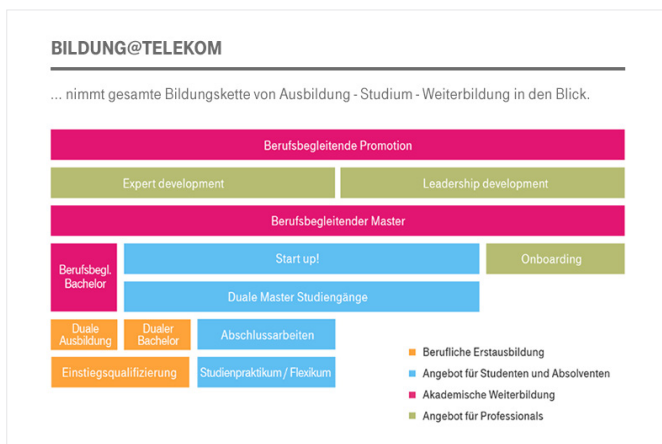 BILDUNG@TELEKOM
... nimmt gesamte Bildungskette von Ausbildung - Studium - Weiterbildung in den Blick.
Berufsbegleitende Promotion
Expert development
Leadership development
Berufsbegleitender Master
Berufsbegl.
Bachelor
Start up!
Onboarding
Duale Master Studiengänge
Duale
Ausbildung
Dualer
Bachelor
Abschlussarbeiten
Einstiegsqualifizierung
Studienpraktikum / Flexikum
Berufliche Erstausbildung
Angebot für Studenten und Absolventen
Akademische Weiterbildung
Angebot für Professionals